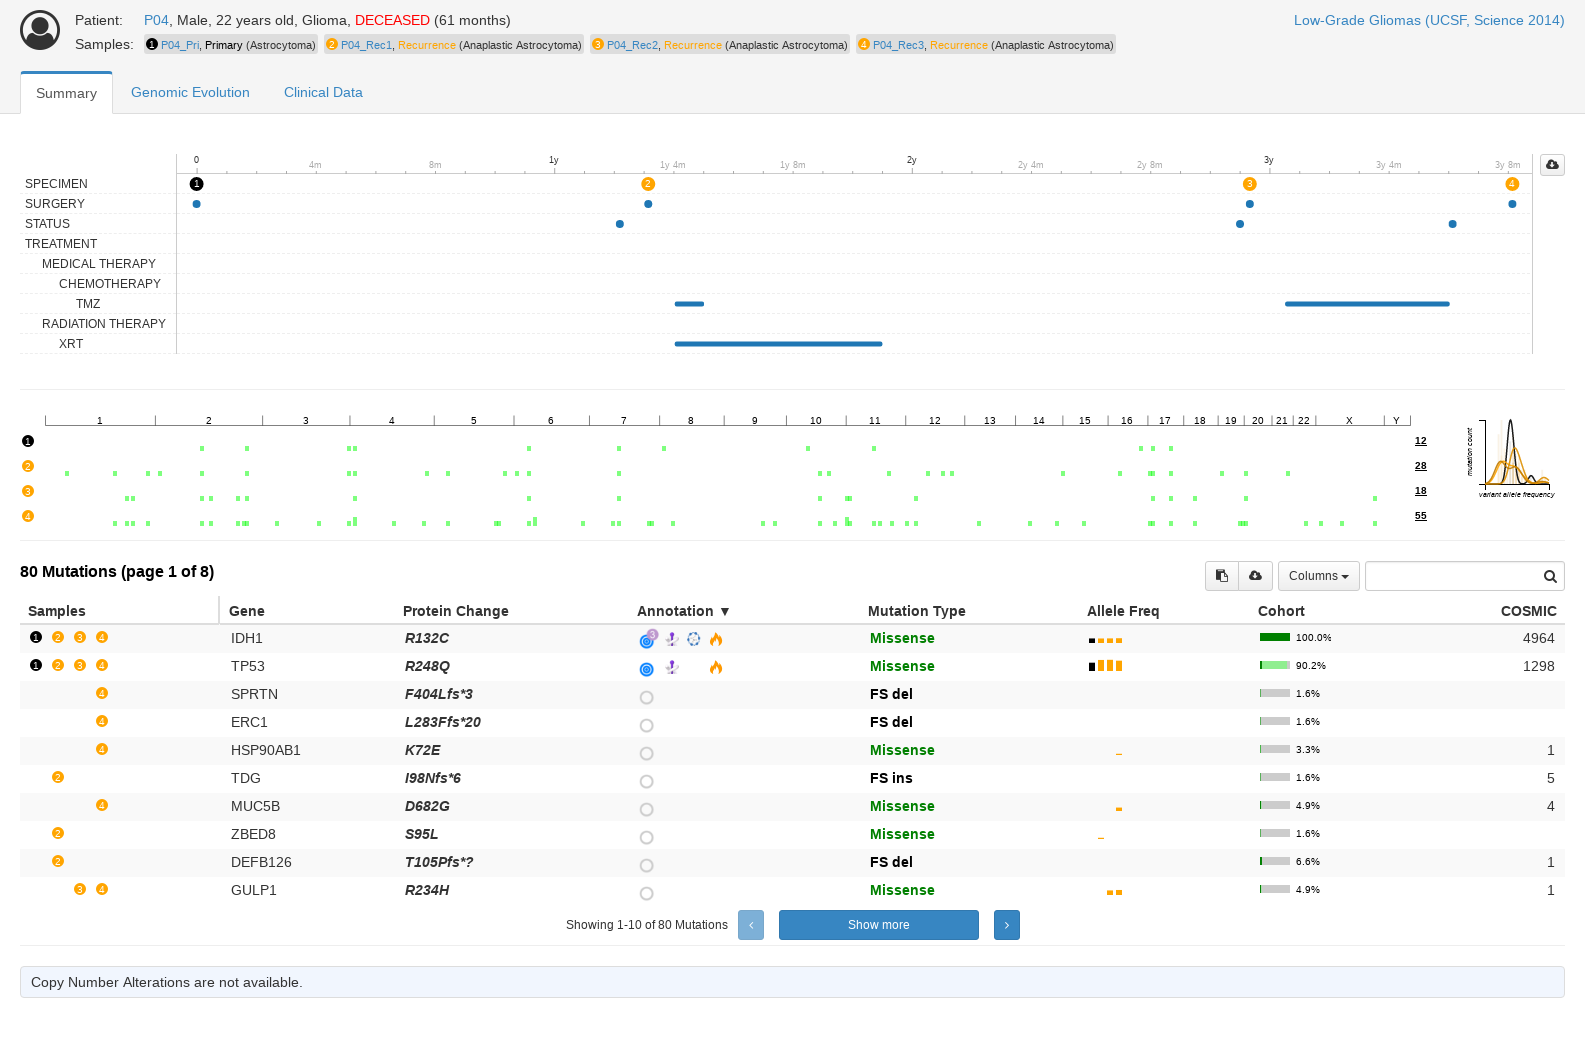 Patient: P04, Male, 22 years old, Glioma, DECEASED (61 months) Low-Grade Gliomas (UCSF, Science 2014)
Samples: 1 P04_Pri, Primary (Astrocytoma) 2 P04_Rec1, Recurrence (Anaplastic Astrocytoma) 3 P04_Rec2, Recurrence (Anaplastic Astrocytoma) 4 P04_Rec3, Recurrence (Anaplastic Astrocytoma)
Summary Genomic Evolution Clinical Data
0 4m 8m 1y 1y 4m 1y 8m 2y 2y 4m 2y 8m 3y 3y 4m 3y 8m
SPECIMEN 1 2 3 4
SURGERY
STATUS
TREATMENT
MEDICAL THERAPY
CHEMOTHERAPY
TMZ
RADIATION THERAPY
XRT
1 2 3 4 5 6 7 8 9 10 11 12 13 14 15 16 17 18 19 20 21 22 X Y
1 12
2 28
3 18
4 55
mutation count
variant allele frequency
80 Mutations (page 1 of 8) Columns
Samples Gene Protein Change Annotation ▼ Mutation Type Allele Freq Cohort COSMIC
1 2 3 4 IDH1 R132C 3 Missense 100.0% 4964
1 2 3 4 TP53 R248Q Missense 90.2% 1298
4 SPRTN F404Lfs*3 FS del 1.6%
4 ERC1 L283Ffs*20 FS del 1.6%
4 HSP90AB1 K72E Missense 3.3% 1
2 TDG I98Nfs*6 FS ins 1.6% 5
4 MUC5B D682G Missense 4.9% 4
2 ZBED8 S95L Missense 1.6%
2 DEFB126 T105Pfs*? FS del 6.6% 1
3 4 GULP1 R234H Missense 4.9% 1
Showing 1-10 of 80 Mutations ‹ Show more ›
Copy Number Alterations are not available.